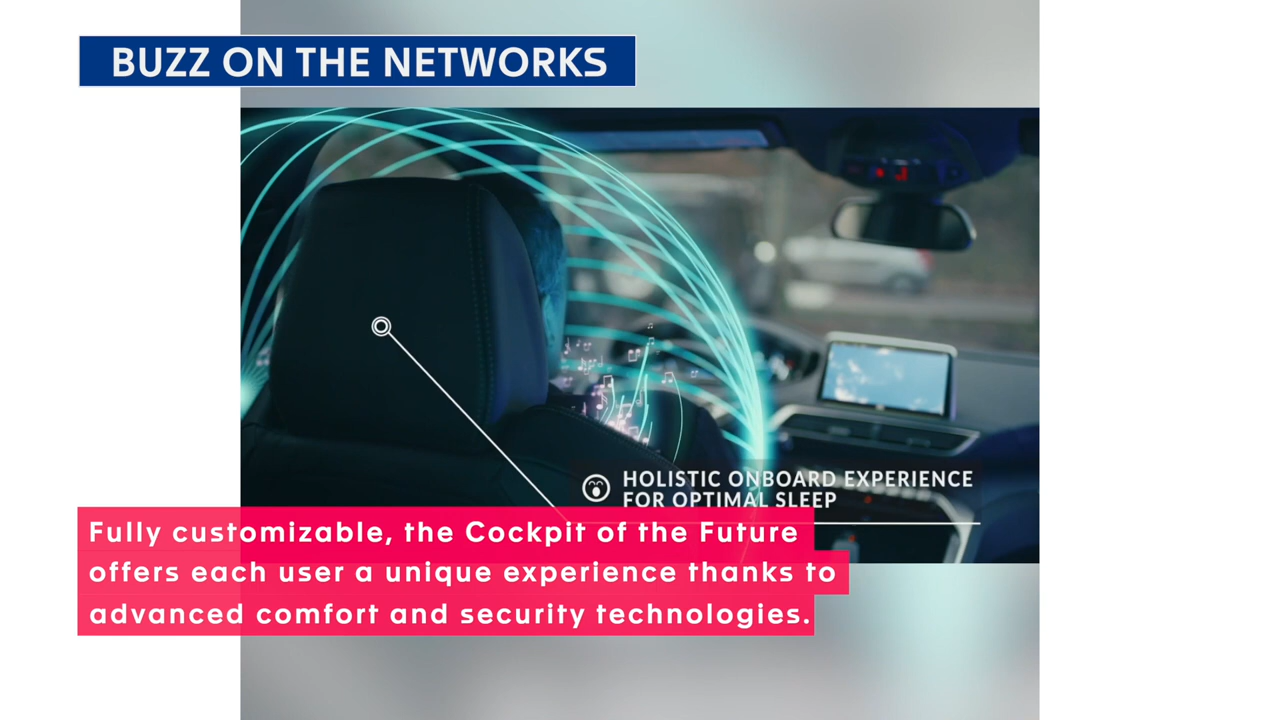 BUZZ ON THE NETWORKS
HOLISTIC ONBOARD EXPERIENCE
FOR OPTIMAL SLEEP
Fully customizable, the Cockpit of the Future
offers each user a unique experience thanks to
advanced comfort and security technologies.